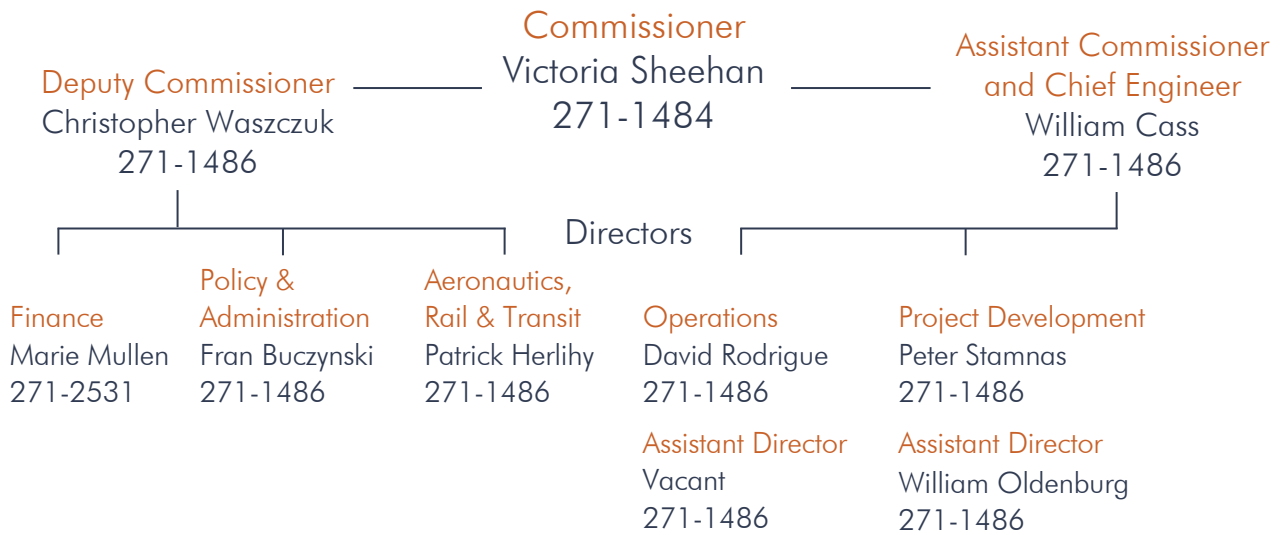 Commissioner
Victoria Sheehan
271-1484
Deputy Commissioner
Christopher Waszczuk
271-1486
Assistant Commissioner
and Chief Engineer
William Cass
271-1486
Directors
Finance
Marie Mullen
271-2531
Policy &
Administration
Fran Buczynski
271-1486
Aeronautics,
Rail & Transit
Patrick Herlihy
271-1486
Operations
David Rodrigue
271-1486
Assistant Director
Vacant
271-1486
Project Development
Peter Stamnas
271-1486
Assistant Director
William Oldenburg
271-1486